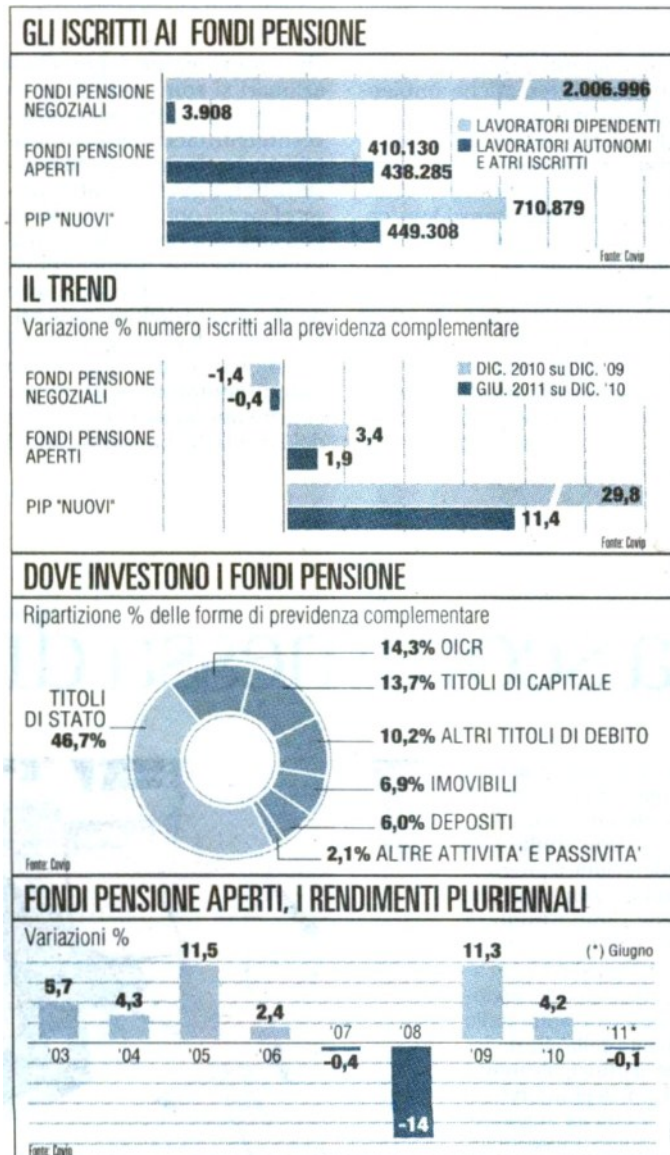 GLI ISCRITTI AI FONDI PENSIONE
FONDI PENSIONE
NEGOZIALI
2.006.996
3.908
LAVORATORI DIPENDENTI
LAVORATORI AUTONOMI
E ATRI ISCRITTI
FONDI PENSIONE
APERTI
410.130
438.285
PIP "NUOVI"
710.879
449.308
Fonte: Covip
IL TREND
Variazione % numero iscritti alla previdenza complementare
FONDI PENSIONE
NEGOZIALI
-1,4
-0,4
DIC. 2010 su DIC. '09
GIU. 2011 su DIC. '10
FONDI PENSIONE
APERTI
3,4
1,9
PIP "NUOVI"
29,8
11,4
Fonte: Covip
DOVE INVESTONO I FONDI PENSIONE
Ripartizione % delle forme di previdenza complementare
TITOLI
DI STATO
46,7%
14,3% OICR
13,7% TITOLI DI CAPITALE
10,2% ALTRI TITOLI DI DEBITO
6,9% IMOVIBILI
6,0% DEPOSITI
2,1% ALTRE ATTIVITA' E PASSIVITA'
Fonte: Covip
FONDI PENSIONE APERTI, I RENDIMENTI PLURIENNALI
Variazioni %
(*) Giugno
5,7
4,3
11,5
2,4
'07
'08
11,3
4,2
'11*
'03
'04
'05
'06
-0,4
-14
'09
'10
-0,1
Fonte: Covip